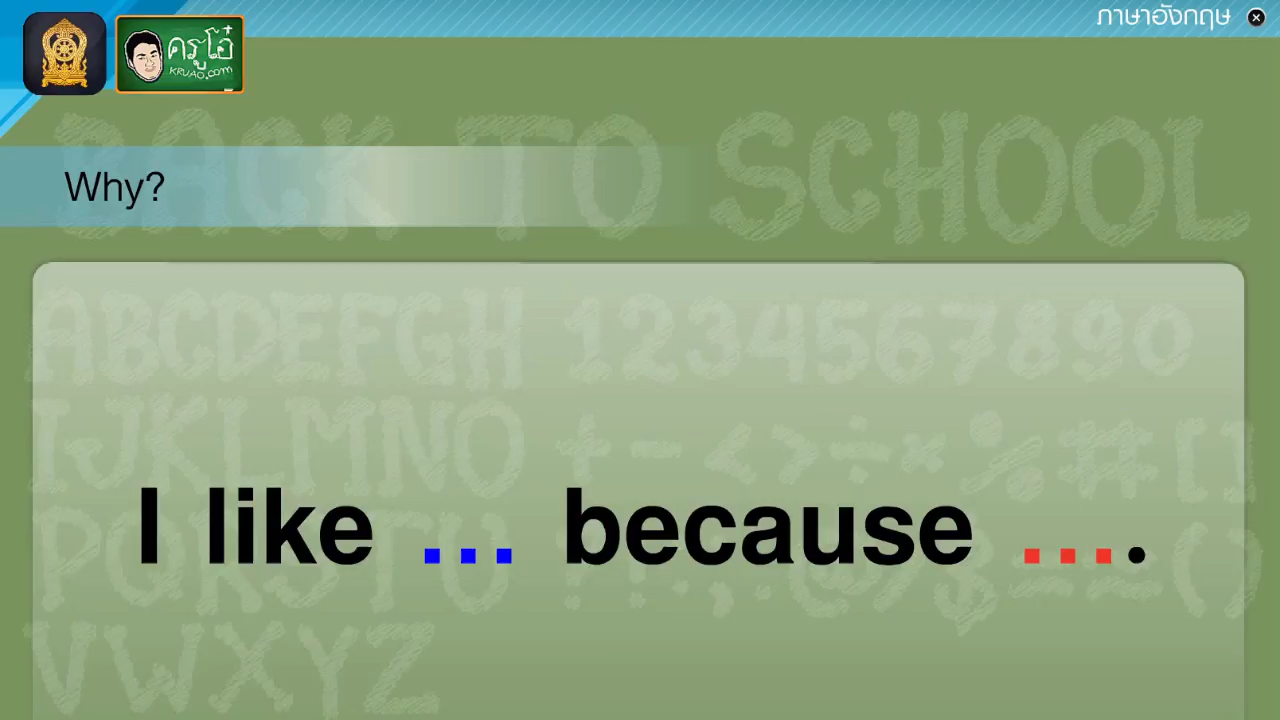 ภาษาอังกฤษ
ครูโอ๋
KRUAO.COM
BACK TO SCHOOL
Why?
ABCDEFGH 1234567890
IJKLMNO + - < > ÷ × % # [ ]
I like ... because ....
VWXYZ